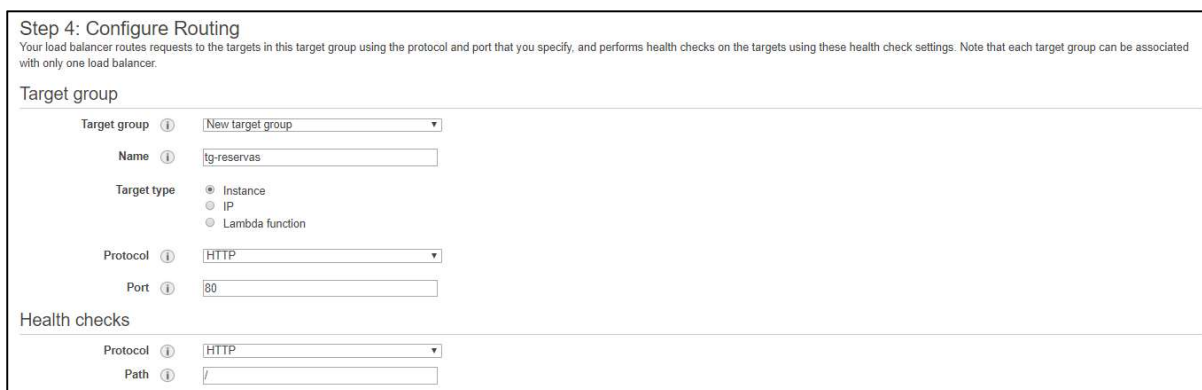 Step 4: Configure Routing
Your load balancer routes requests to the targets in this target group using the protocol and port that you specify, and performs health checks on the targets using these health check settings. Note that each target group can be associated
with only one load balancer.
Target group
Target group i New target group
Name i tg-reservas
Target type Instance
IP
Lambda function
Protocol i HTTP
Port i 80
Health checks
Protocol i HTTP
Path i /